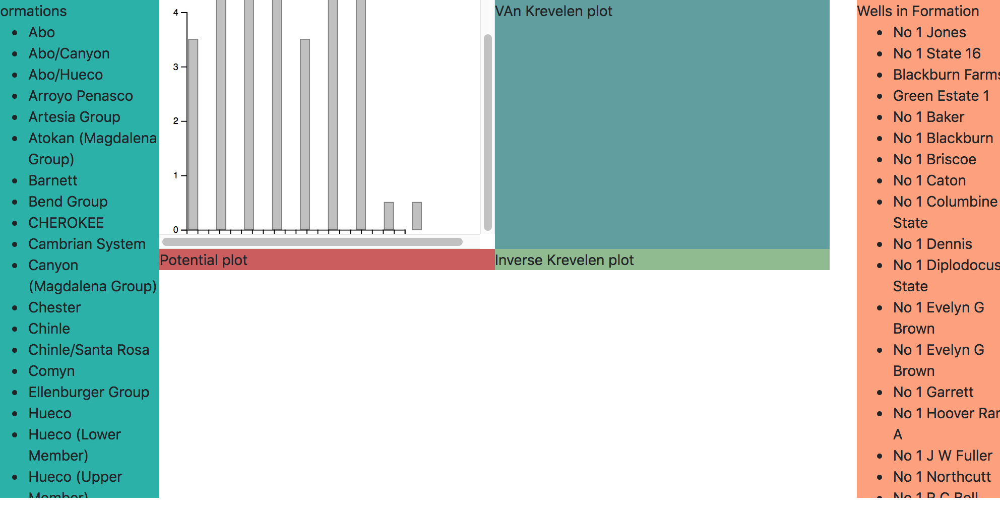 ormations
Abo
Abo/Canyon
Abo/Hueco
Arroyo Penasco
Artesia Group
Atokan (Magdalena
Group)
Barnett
Bend Group
CHEROKEE
Cambrian System
Canyon
(Magdalena Group)
Chester
Chinle
Chinle/Santa Rosa
Comyn
Ellenburger Group
Hueco
Hueco (Lower
Member)
Hueco (Upper
Member)
4
3
2
1
0
Potential plot
VAn Krevelen plot
Inverse Krevelen plot
Wells in Formation
No 1 Jones
No 1 State 16
Blackburn Farms
Green Estate 1
No 1 Baker
No 1 Blackburn
No 1 Briscoe
No 1 Caton
No 1 Columbine
State
No 1 Dennis
No 1 Diplodocus
State
No 1 Evelyn G
Brown
No 1 Evelyn G
Brown
No 1 Garrett
No 1 Hoover Ran
A
No 1 J W Fuller
No 1 Northcutt
No 1